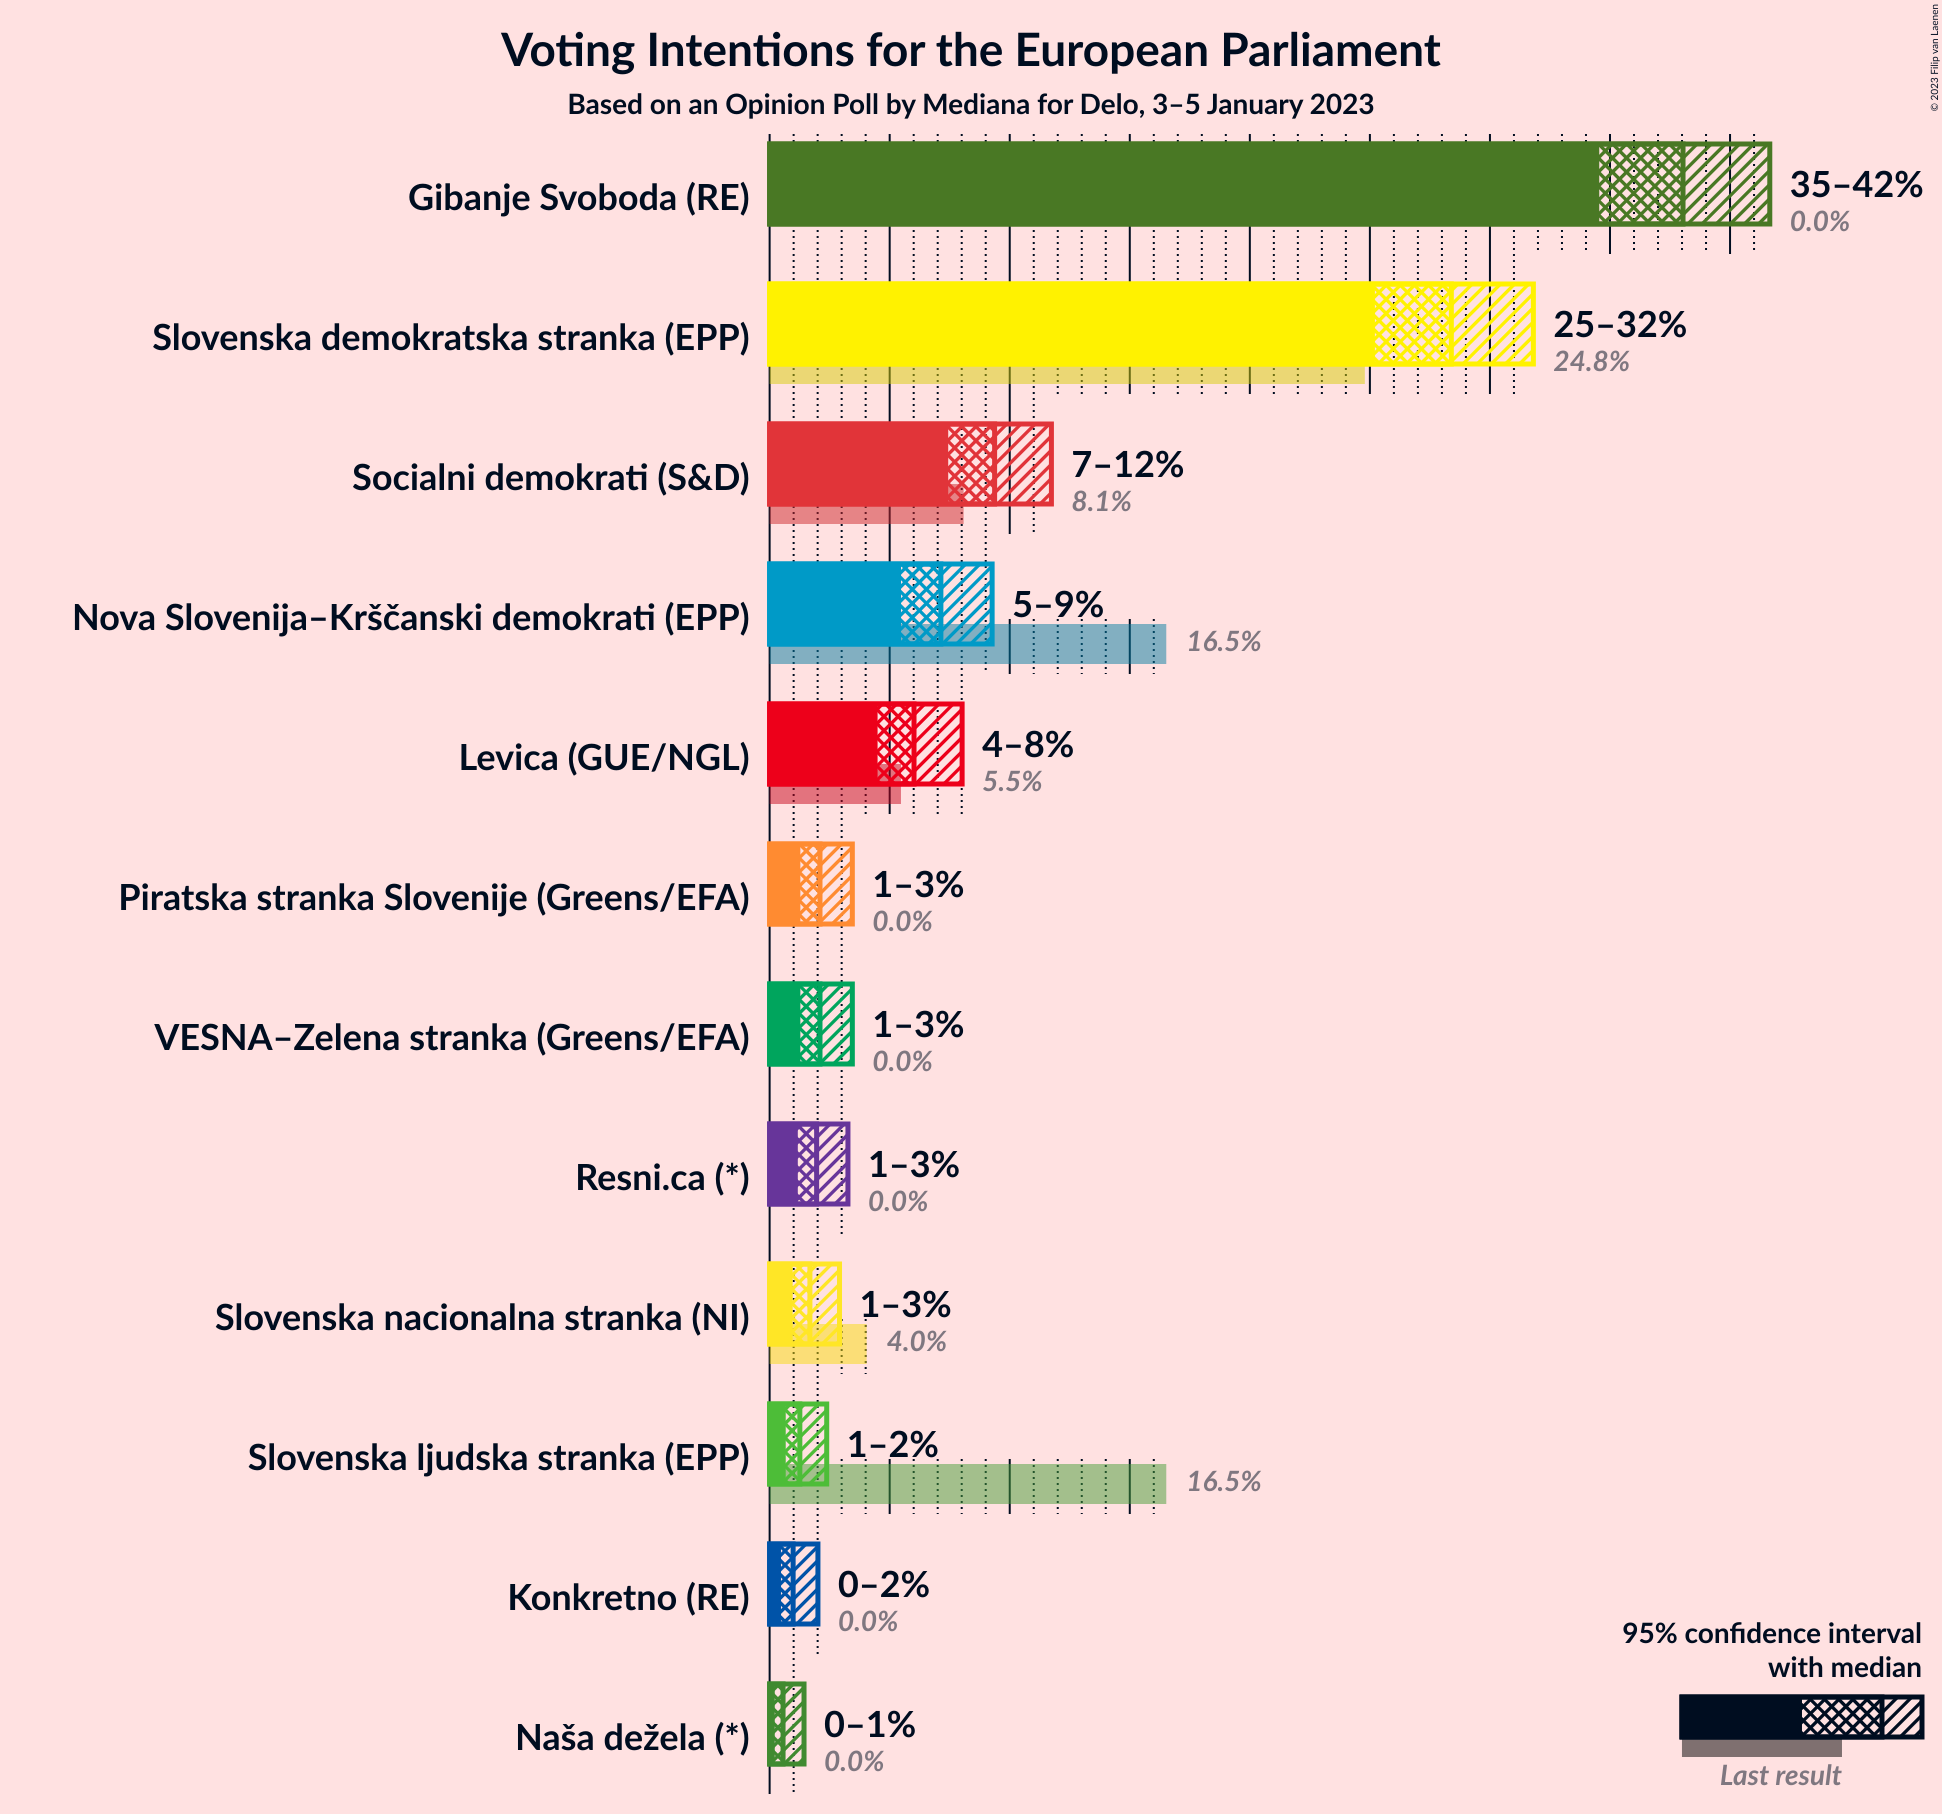 Voting Intentions for the European Parliament
Based on an Opinion Poll by Mediana for Delo, 3–5 January 2023
© 2023 Filip van Laenen
Gibanje Svoboda (RE)
35–42%
0.0%
Slovenska demokratska stranka (EPP)
25–32%
24.8%
Socialni demokrati (S&D)
7–12%
8.1%
Nova Slovenija–Krščanski demokrati (EPP)
5–9%
16.5%
Levica (GUE/NGL)
4–8%
5.5%
Piratska stranka Slovenije (Greens/EFA)
1–3%
0.0%
VESNA–Zelena stranka (Greens/EFA)
1–3%
0.0%
Resni.ca (*)
1–3%
0.0%
Slovenska nacionalna stranka (NI)
1–3%
4.0%
Slovenska ljudska stranka (EPP)
1–2%
16.5%
Konkretno (RE)
0–2%
0.0%
Naša dežela (*)
0–1%
0.0%
95% confidence interval
with median
Last result